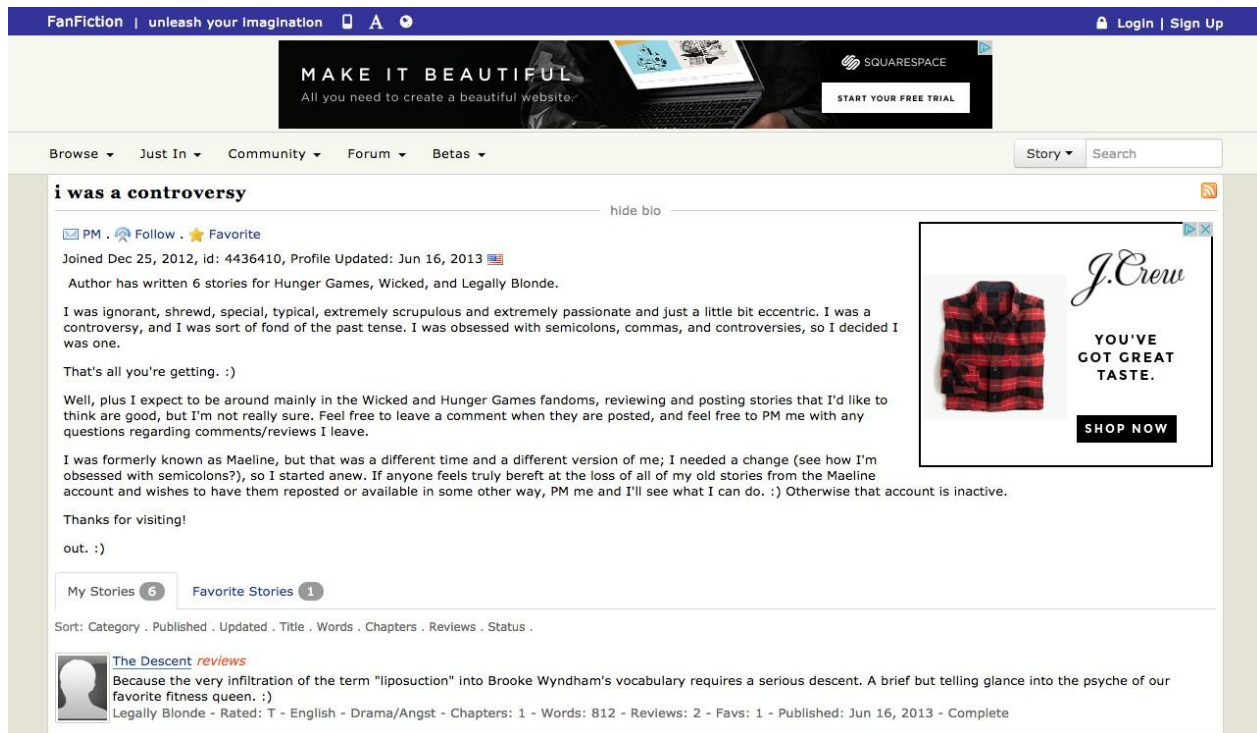 FanFiction | unleash your imagination A
Login | Sign Up
MAKE IT BEAUTIFUL
All you need to create a beautiful website.
SQUARESPACE
START YOUR FREE TRIAL
Browse Just In Community Forum Betas
Story Search
i was a controversy
hide bio
PM . Follow . Favorite
Joined Dec 25, 2012, id: 4436410, Profile Updated: Jun 16, 2013
Author has written 6 stories for Hunger Games, Wicked, and Legally Blonde.
I was ignorant, shrewd, special, typical, extremely scrupulous and extremely passionate and just a little bit eccentric. I was a
controversy, and I was sort of fond of the past tense. I was obsessed with semicolons, commas, and controversies, so I decided I
was one.
That's all you're getting. :)
Well, plus I expect to be around mainly in the Wicked and Hunger Games fandoms, reviewing and posting stories that I'd like to
think are good, but I'm not really sure. Feel free to leave a comment when they are posted, and feel free to PM me with any
questions regarding comments/reviews I leave.
I was formerly known as Maeline, but that was a different time and a different version of me; I needed a change (see how I'm
obsessed with semicolons?), so I started anew. If anyone feels truly bereft at the loss of all of my old stories from the Maeline
account and wishes to have them reposted or available in some other way, PM me and I'll see what I can do. :) Otherwise that account is inactive.
Thanks for visiting!
out. :)
J.Crew
YOU'VE
GOT GREAT
TASTE.
SHOP NOW
My Stories 6 Favorite Stories 1
Sort: Category . Published . Updated . Title . Words . Chapters . Reviews . Status .
The Descent reviews
Because the very infiltration of the term "liposuction" into Brooke Wyndham's vocabulary requires a serious descent. A brief but telling glance into the psyche of our
favorite fitness queen. :)
Legally Blonde - Rated: T - English - Drama/Angst - Chapters: 1 - Words: 812 - Reviews: 2 - Favs: 1 - Published: Jun 16, 2013 - Complete